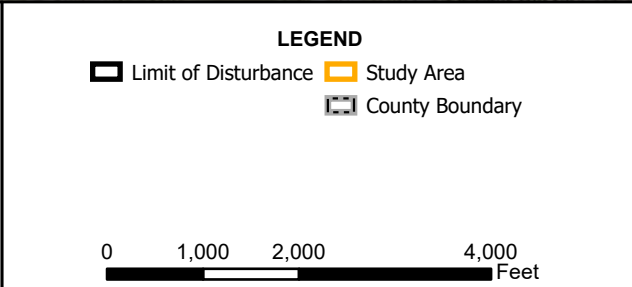 LEGEND
Limit of Disturbance Study Area
County Boundary
0 1,000 2,000 4,000
Feet